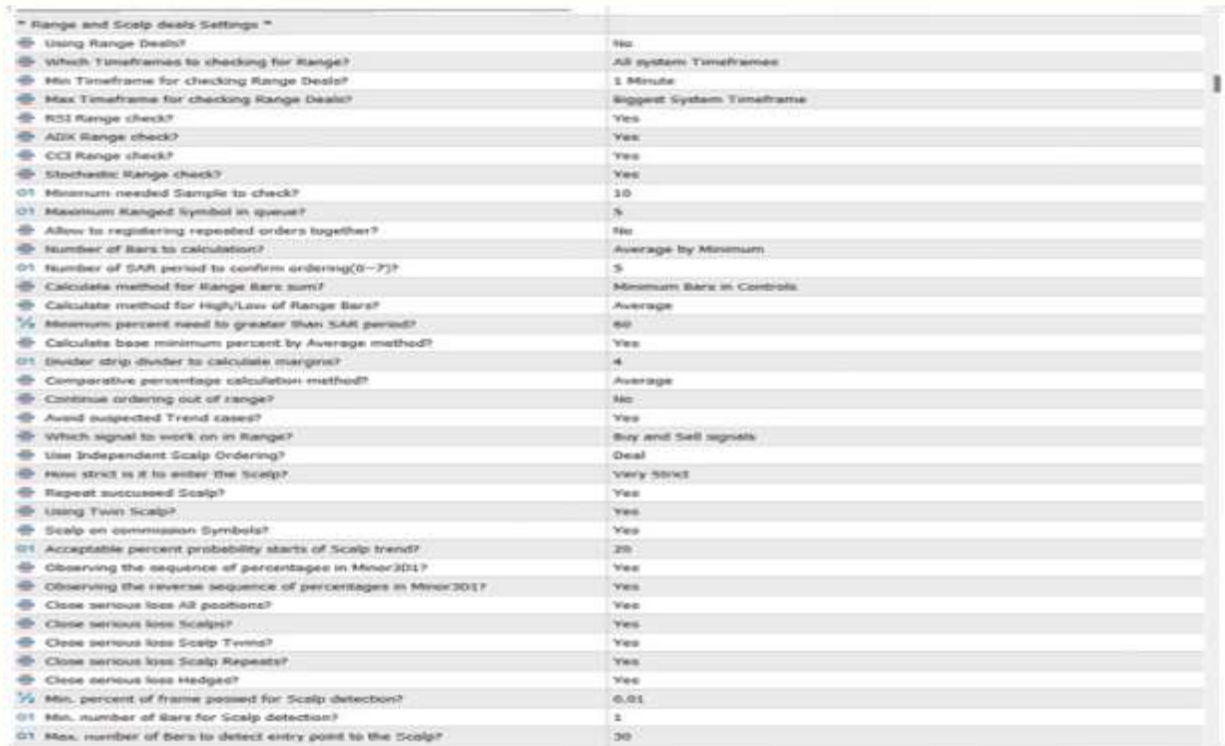 " Range and Scalp deals Settings "
Using Range Deals? No
Which Timeframes to checking for Range? All system Timeframes
Min Timeframe for checking Range Deals? 1 Minute
Max Timeframe for checking Range Deals? Biggest System Timeframe
RSI Range check? Yes
ADX Range check? Yes
CCI Range check? Yes
Stochastic Range check? Yes
Minimum needed Sample to check? 10
Maximum Ranged Symbol in queue? 5
Allow to registering repeated orders together? No
Number of Bars to calculation? Average by Minimum
Number of SAR period to confirm ordering(0~7)? 5
Calculate method for Range Bars sum? Minimum Bars in Controls
Calculate method for High/Low of Range Bars? Average
Minimum percent need to greater than SAR period? 60
Calculate base minimum percent by Average method? Yes
Divider strip divider to calculate margins? 4
Comparative percentage calculation method? Average
Continue ordering out of range? No
Avoid suspected Trend cases? Yes
Which signal to work on in Range? Buy and Sell signals
Use Independent Scalp Ordering? Deal
How strict is it to enter the Scalp? Very Strict
Repeat succussed Scalp? Yes
Using Twin Scalp? Yes
Scalp on commission Symbols? Yes
Acceptable percent probability starts of Scalp trend? 20
Observing the sequence of percentages in Minor3D1? Yes
Observing the reverse sequence of percentages in Minor3D1? Yes
Close serious loss All positions? Yes
Close serious loss Scalps? Yes
Close serious loss Scalp Twins? Yes
Close serious loss Scalp Repeats? Yes
Close serious loss Hedges? Yes
Min. percent of frame passed for Scalp detection? 0.01
Min. number of Bars for Scalp detection? 1
Max. number of Bars to detect entry point to the Scalp? 30